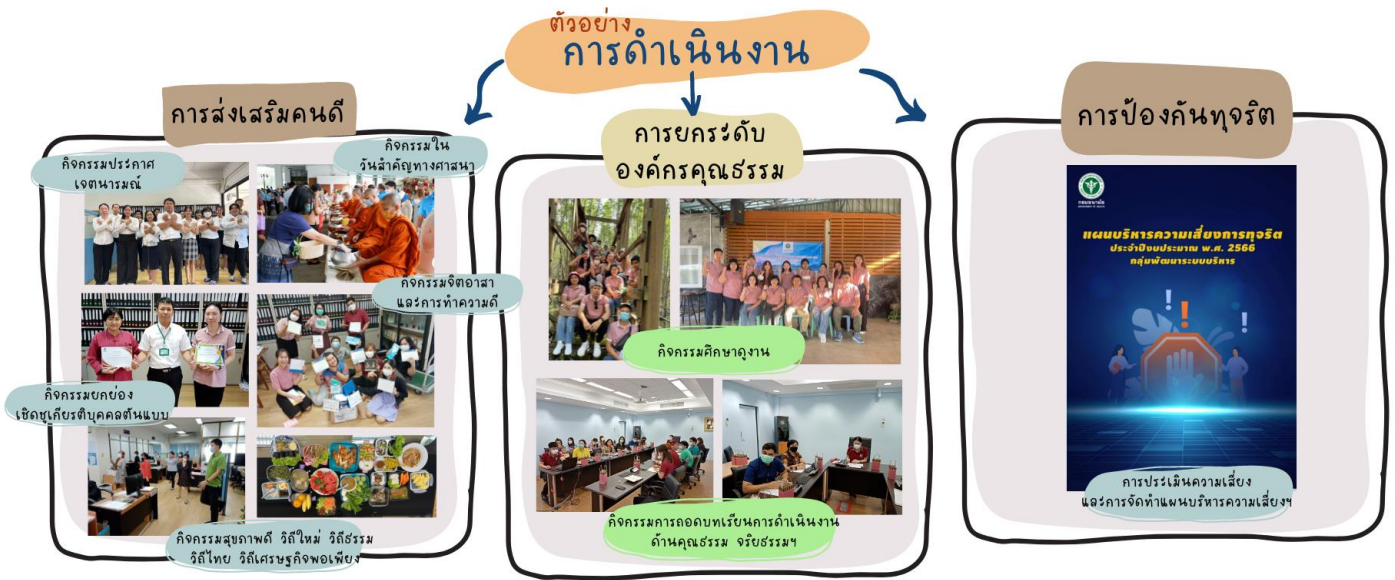 ตัวอย่าง
การดำเนินงาน
การส่งเสริมคนดี
กิจกรรมประกาศ
เจตนารมณ์
กิจกรรมใน
วันสำคัญทางศาสนา
กิจกรรมจิตอาสา
และการทำความดี
กิจกรรมยกย่อง
เชิดชูเกียรติบุคคลต้นแบบ
กิจกรรมสุขภาพดี วิถีใหม่ วิถีธรรม
วิถีไทย วิถีเศรษฐกิจพอเพียง
การยกระดับ
องค์กรคุณธรรม
กิจกรรมศึกษาดูงาน
กิจกรรมการถอดบทเรียนการดำเนินงาน
ด้านคุณธรรม จริยธรรมฯ
การป้องกันทุจริต
กรมอนามัย
แผนบริหารความเสี่ยงการทุจริต
ประจำปีงบประมาณ พ.ศ. 2566
กลุ่มพัฒนาระบบบริหาร
การประเมินความเสี่ยง
และการจัดทำแผนบริหารความเสี่ยงฯ